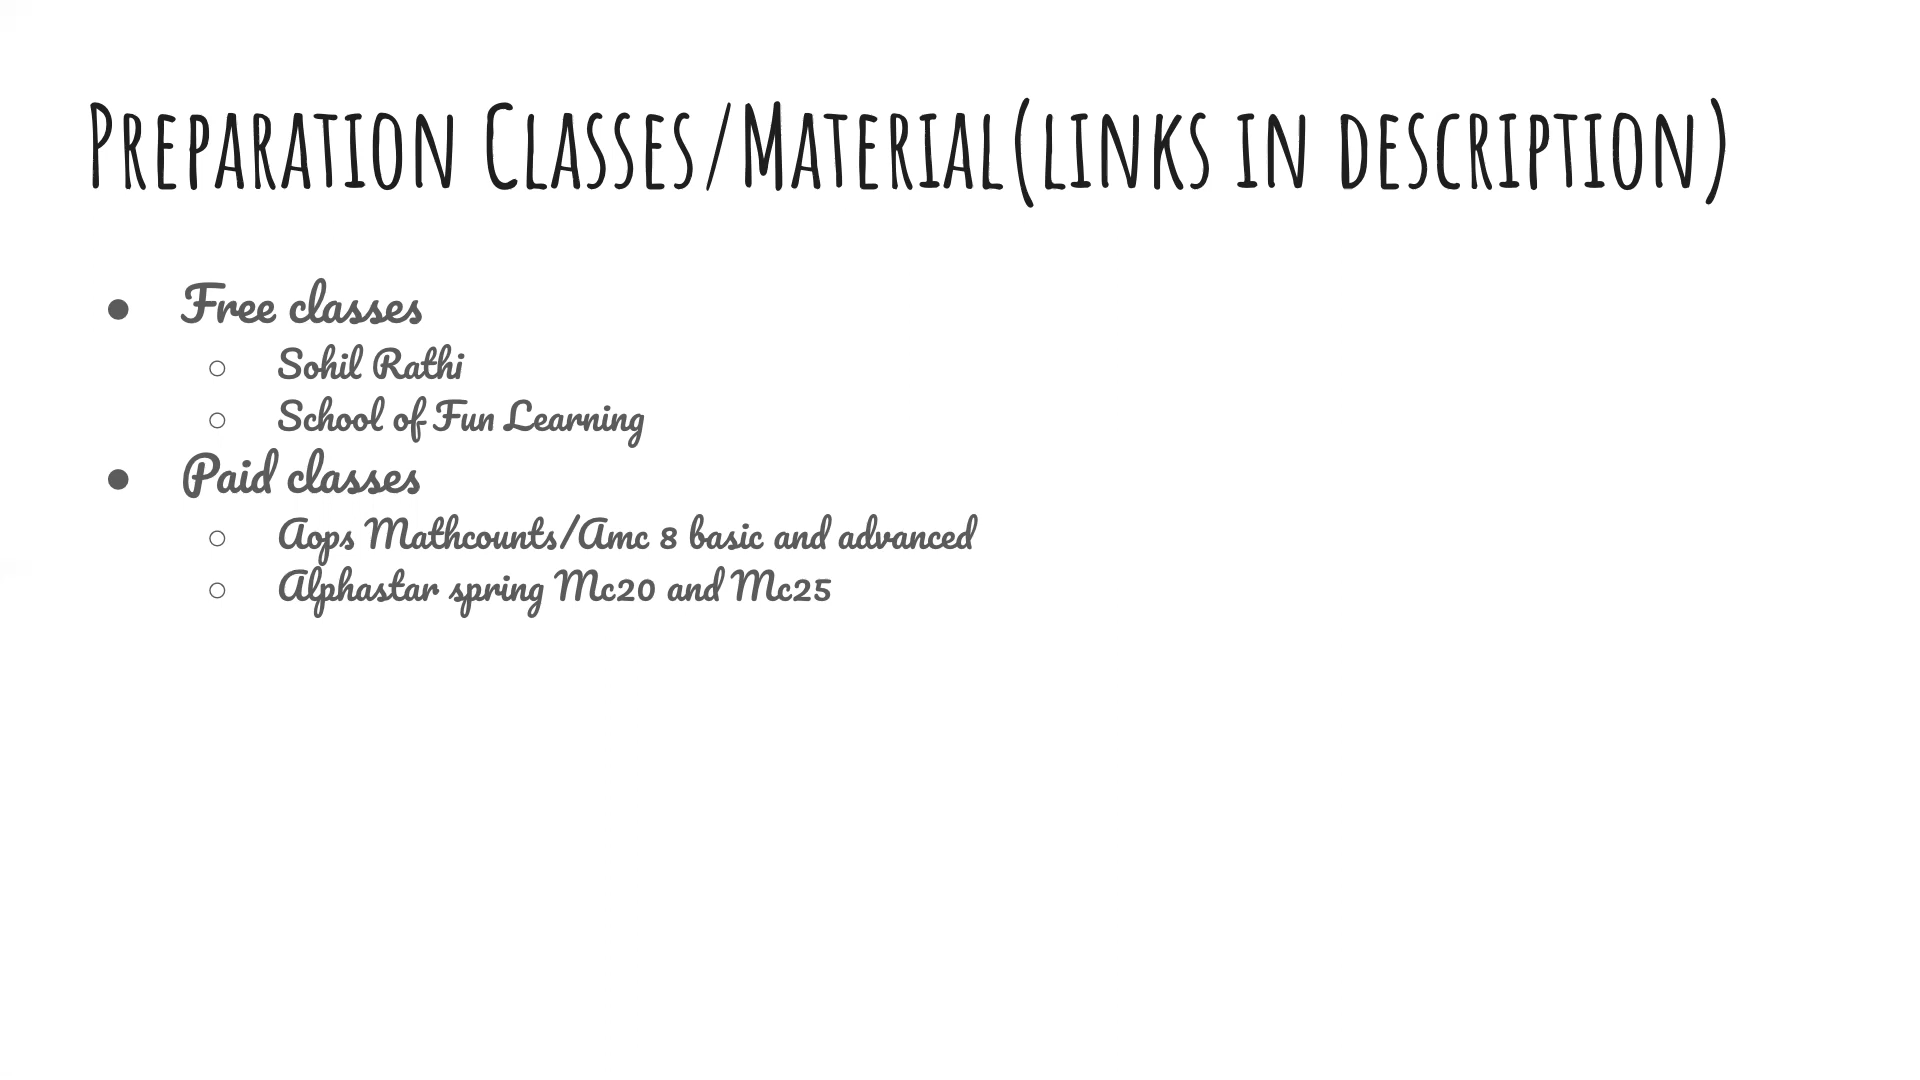 Preparation Classes/Material(links in description)
● Free classes
○ Sohil Rathi
○ School of Fun Learning
● Paid classes
○ Aops Mathcounts/Amc 8 basic and advanced
○ Alphastar spring Mc20 and Mc25